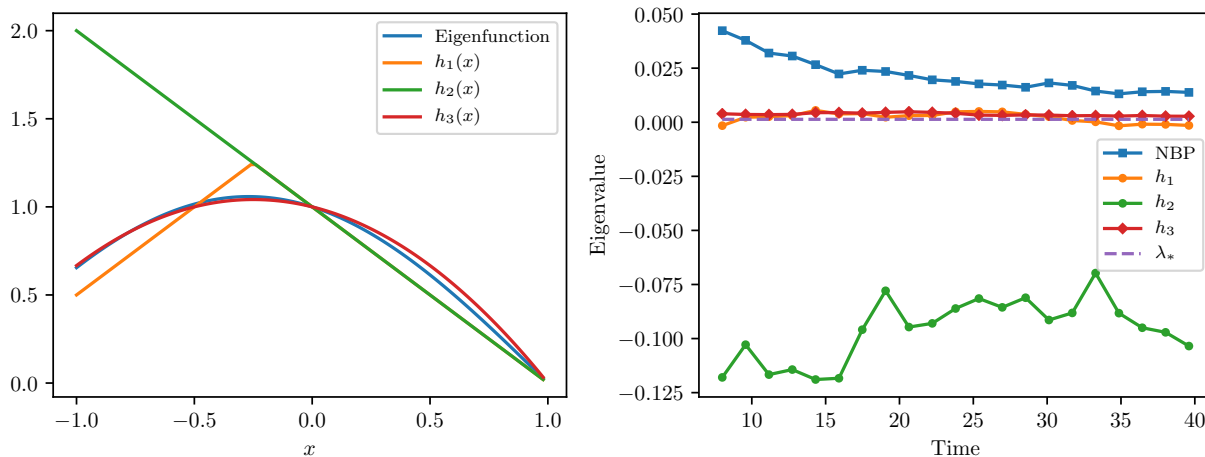 2.0
1.5
1.0
0.5
0.0
−1.0
−0.5
0.0
0.5
1.0
x
Eigenfunction
h₁(x)
h₂(x)
h₃(x)
0.050
0.025
0.000
−0.025
−0.050
−0.075
−0.100
−0.125
Eigenvalue
10
15
20
25
30
35
40
Time
NBP
h₁
h₂
h₃
λ*